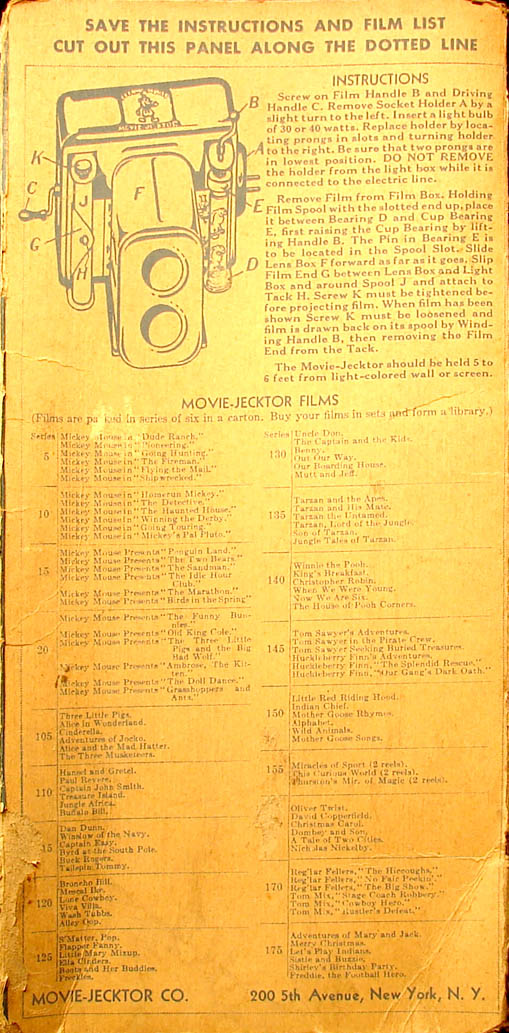 SAVE THE INSTRUCTIONS AND FILM LIST
CUT OUT THIS PANEL ALONG THE DOTTED LINE
MOVIE-JECKTOR
B
A
K
C
J
F
G
E
H
D
INSTRUCTIONS
Screw on Film Handle B and Driving
Handle C. Remove Socket Holder A by a
slight turn to the left. Insert a light bulb
of 30 or 40 watts. Replace holder by loca-
ting prongs in slots and turning holder
to the right. Be sure that two prongs are
in lowest position. DO NOT REMOVE
the holder from the light box while it is
connected to the electric line.
Remove Film from Film Box. Holding
Film Spool with the slotted end up, place
it between Bearing D and Cup Bearing
E, first raising the Cup Bearing by lift-
ing Handle B. The Pin in Bearing E is
to be located in the Spool Slot. Slide
Lens Box F forward as far as it goes. Slip
Film End G between Lens Box and Light
Box and around Spool J and attach to
Tack H. Screw K must be tightened be-
fore projecting film. When film has been
shown Screw K must be loosened and
film is drawn back on its spool by Wind-
ing Handle B, then removing the Film
End from the Tack.
The Movie-Jecktor should be held 5 to
6 feet from light-colored wall or screen.
MOVIE-JECKTOR FILMS
(Films are packed in series of six in a carton. Buy your films in sets and form a library.)
Series
5
Mickey Mouse in "Dude Ranch."
Mickey Mouse in "Pioneering."
Mickey Mouse in "Going Hunting."
Mickey Mouse in "The Fireman."
Mickey Mouse in "Flying the Mail."
Mickey Mouse in "Shipwrecked."
10
Mickey Mouse in "Homerun Mickey."
Mickey Mouse in "The Detective."
Mickey Mouse in "The Haunted House."
Mickey Mouse in "Winning the Derby."
Mickey Mouse in "Going Touring."
Mickey Mouse in "Mickey's Pal Pluto."
15
Mickey Mouse Presents "Penguin Land."
Mickey Mouse Presents "The Two Bears."
Mickey Mouse Presents "The Sandman."
Mickey Mouse Presents "The Idle Hour
Club."
Mickey Mouse Presents "The Marathon."
Mickey Mouse Presents "Birds in the Spring"
20
Mickey Mouse Presents "The Funny Bun-
nies."
Mickey Mouse Presents "Old King Cole."
Mickey Mouse Presents "The Three Little
Pigs and the Big
Bad Wolf."
Mickey Mouse Presents "Ambrose, The Kit-
ten."
Mickey Mouse Presents "The Doll Dance."
Mickey Mouse Presents "Grasshoppers and
Ants."
105
Three Little Pigs.
Alice in Wonderland.
Cinderella.
Adventures of Jocko.
Alice and the Mad Hatter.
The Three Musketeers.
110
Hansel and Gretel.
Paul Revere.
Captain John Smith.
Treasure Island.
Jungle Africa.
Buffalo Bill.
15
Dan Dunn.
Winslow of the Navy.
Captain Easy.
Byrd at the South Pole.
Buck Rogers.
Tailspin Tommy.
120
Broncho Bill.
Mescal Ike.
Lone Cowboy.
Viva Villa.
Wash Tubbs.
Alley Oop.
125
S'Matter, Pop.
Flapper Fanny.
Little Mary Mixup.
Ella Cinders.
Boots and Her Buddies.
Freckles.
Series
130
Uncle Don.
The Captain and the Kids.
Benny.
Out Our Way.
Our Boarding House.
Mutt and Jeff.
135
Tarzan and the Apes.
Tarzan and His Mate.
Tarzan the Untamed.
Tarzan, Lord of the Jungle.
Son of Tarzan.
Jungle Tales of Tarzan.
140
Winnie the Pooh.
King's Breakfast.
Christopher Robin.
When We Were Young.
Now We Are Six.
The House of Pooh Corners.
145
Tom Sawyer's Adventures.
Tom Sawyer in the Pirate Crew.
Tom Sawyer Seeking Buried Treasures.
Huckleberry Finn's Adventures.
Huckleberry Finn, "The Splendid Rescue."
Huckleberry Finn, "Our Gang's Dark Oath."
150
Little Red Riding Hood.
Indian Chief.
Mother Goose Rhymes.
Alphabet.
Wild Animals.
Mother Goose Songs.
155
Miracles of Sport (2 reels).
This Curious World (2 reels).
Thurston's Mir. of Magic (2 reels).
Oliver Twist.
David Copperfield.
Christmas Carol.
Dombey and Son.
A Tale of Two Cities.
Nicholas Nickelby.
170
Reg'lar Fellers, "The Hiccoughs."
Reg'lar Fellers, "No Fair Peekin'."
Reg'lar Fellers, "The Big Show."
Tom Mix, "Stage Coach Robbery."
Tom Mix, "Cowboy Hero."
Tom Mix, "Rustler's Defeat."
175
Adventures of Mary and Jack.
Merry Christmas.
Let's Play Indians.
Sistie and Buzzie.
Shirley's Birthday Party.
Freddie, the Football Hero.
MOVIE-JECKTOR CO. 200 5th Avenue, New York, N. Y.